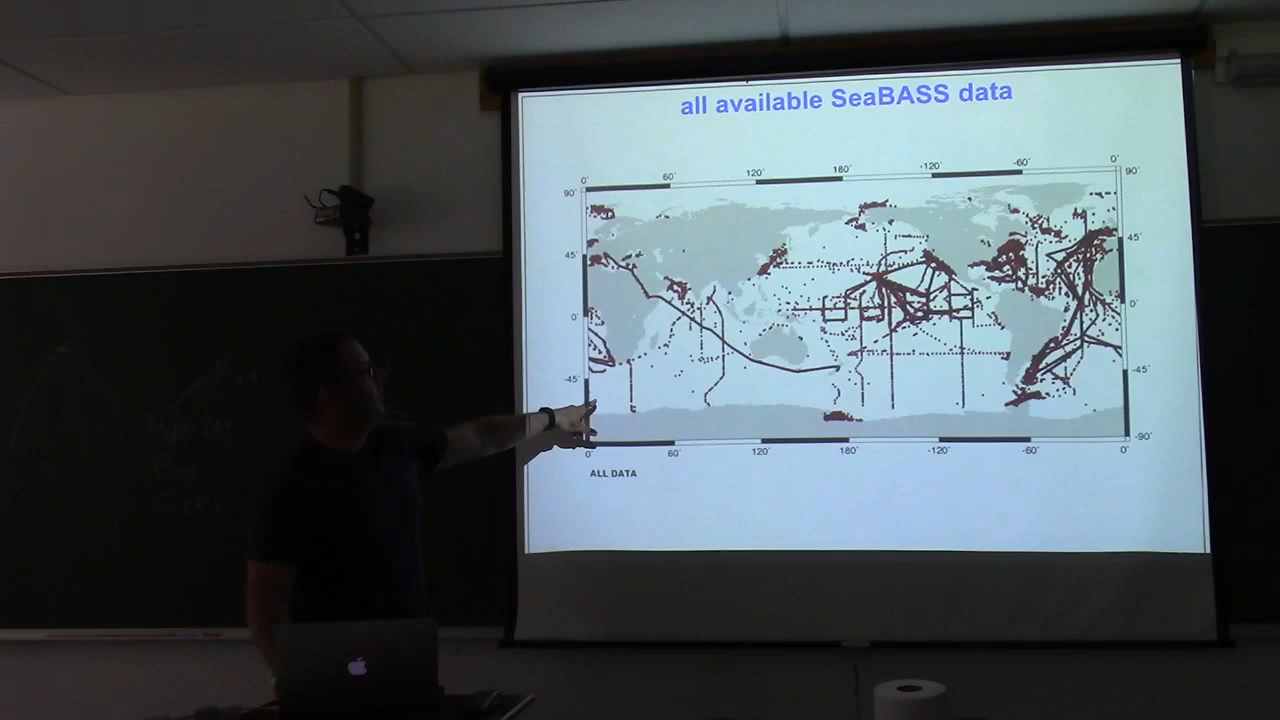 all available SeaBASS data
0° 60° 120° 180° -120° -60° 0°
90° 90°
45° 45°
0° 0°
-45° -45°
-90°
0° 60° 120° 180° -120° -60° 0°
ALL DATA